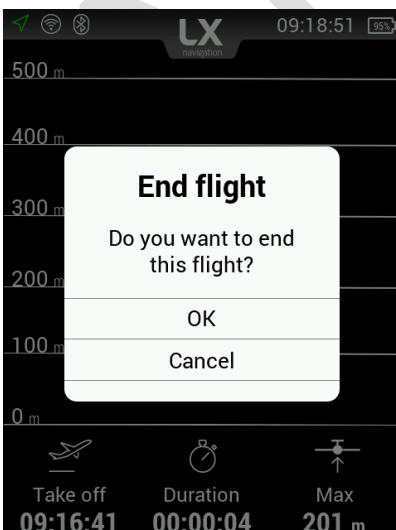 LX
navigation
09:18:51
95%
500 m
400 m
300 m
200 m
100 m
0 m
End flight
Do you want to end
this flight?
OK
Cancel
Take off
Duration
Max
09:16:41
00:00:04
201 m